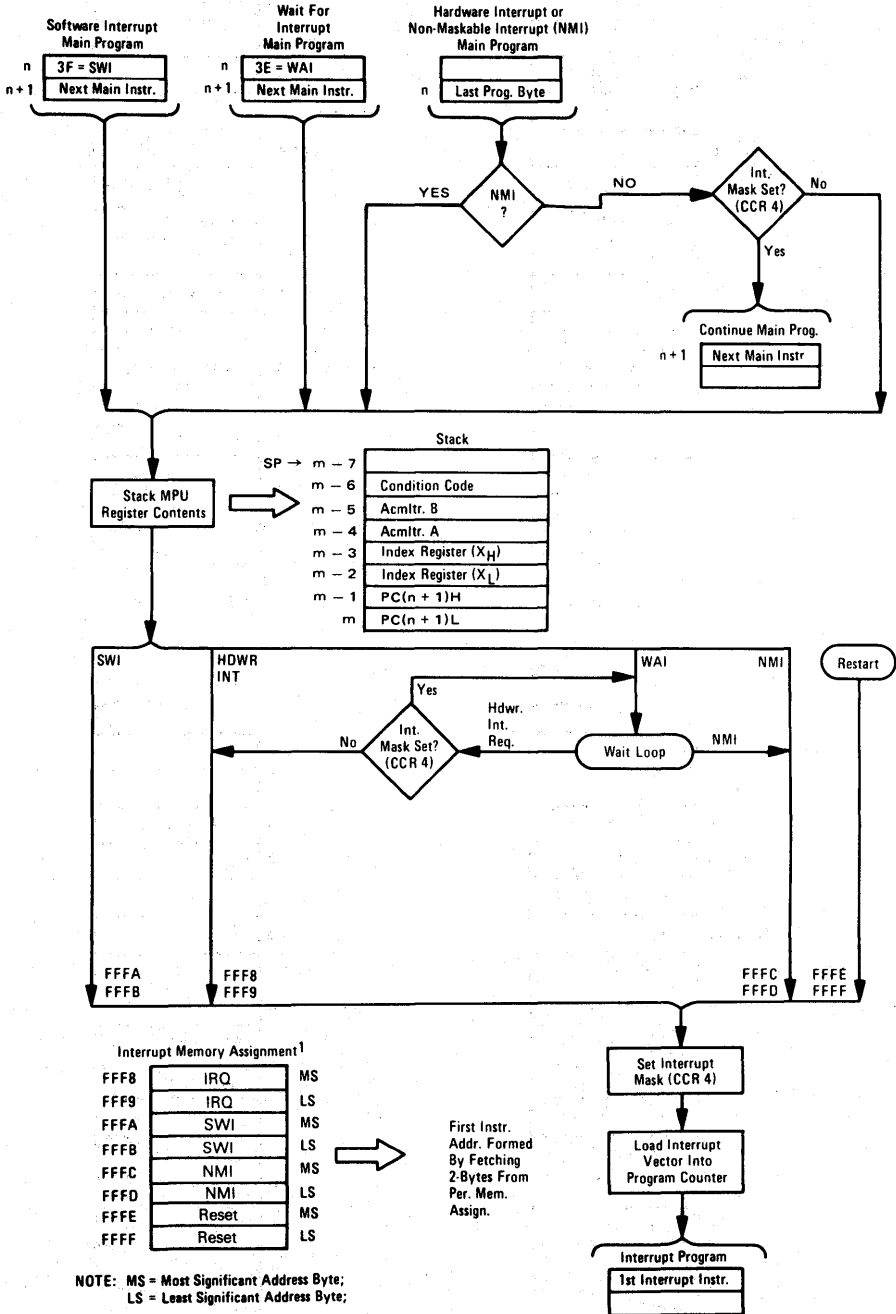 Software Interrupt
Main Program
n 3F = SWI
n + 1 Next Main Instr.
Wait For
Interrupt
Main Program
n 3E = WAI
n + 1 Next Main Instr.
Hardware Interrupt or
Non-Maskable Interrupt (NMI)
Main Program
n Last Prog. Byte
YES
NMI
?
NO
Int.
Mask Set?
(CCR 4)
No
Yes
Continue Main Prog.
n + 1 Next Main Instr
Stack MPU
Register Contents
Stack
SP → m – 7
m – 6 Condition Code
m – 5 Acmltr. B
m – 4 Acmltr. A
m – 3 Index Register (XH)
m – 2 Index Register (XL)
m – 1 PC(n + 1)H
m PC(n + 1)L
SWI
HDWR
INT
Yes
Int.
Mask Set?
(CCR 4)
No
Hdwr.
Int.
Req.
WAI
Wait Loop
NMI
NMI
Restart
FFFA
FFFB
FFF8
FFF9
FFFC
FFFD
FFFE
FFFF
Interrupt Memory Assignment1
FFF8 IRQ MS
FFF9 IRQ LS
FFFA SWI MS
FFFB SWI LS
FFFC NMI MS
FFFD NMI LS
FFFE Reset MS
FFFF Reset LS
First Instr.
Addr. Formed
By Fetching
2-Bytes From
Per. Mem.
Assign.
Set Interrupt
Mask (CCR 4)
Load Interrupt
Vector Into
Program Counter
Interrupt Program
1st Interrupt Instr.
NOTE: MS = Most Significant Address Byte;
LS = Least Significant Address Byte;